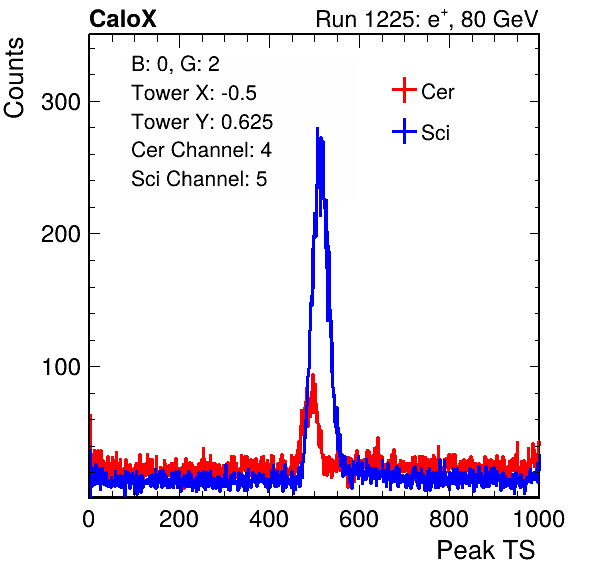 CaloX Run 1225: e⁺, 80 GeV
Counts
B: 0, G: 2
Tower X: -0.5
Tower Y: 0.625
Cer Channel: 4
Sci Channel: 5
Cer
Sci
300
200
100
0 200 400 600 800 1000
Peak TS